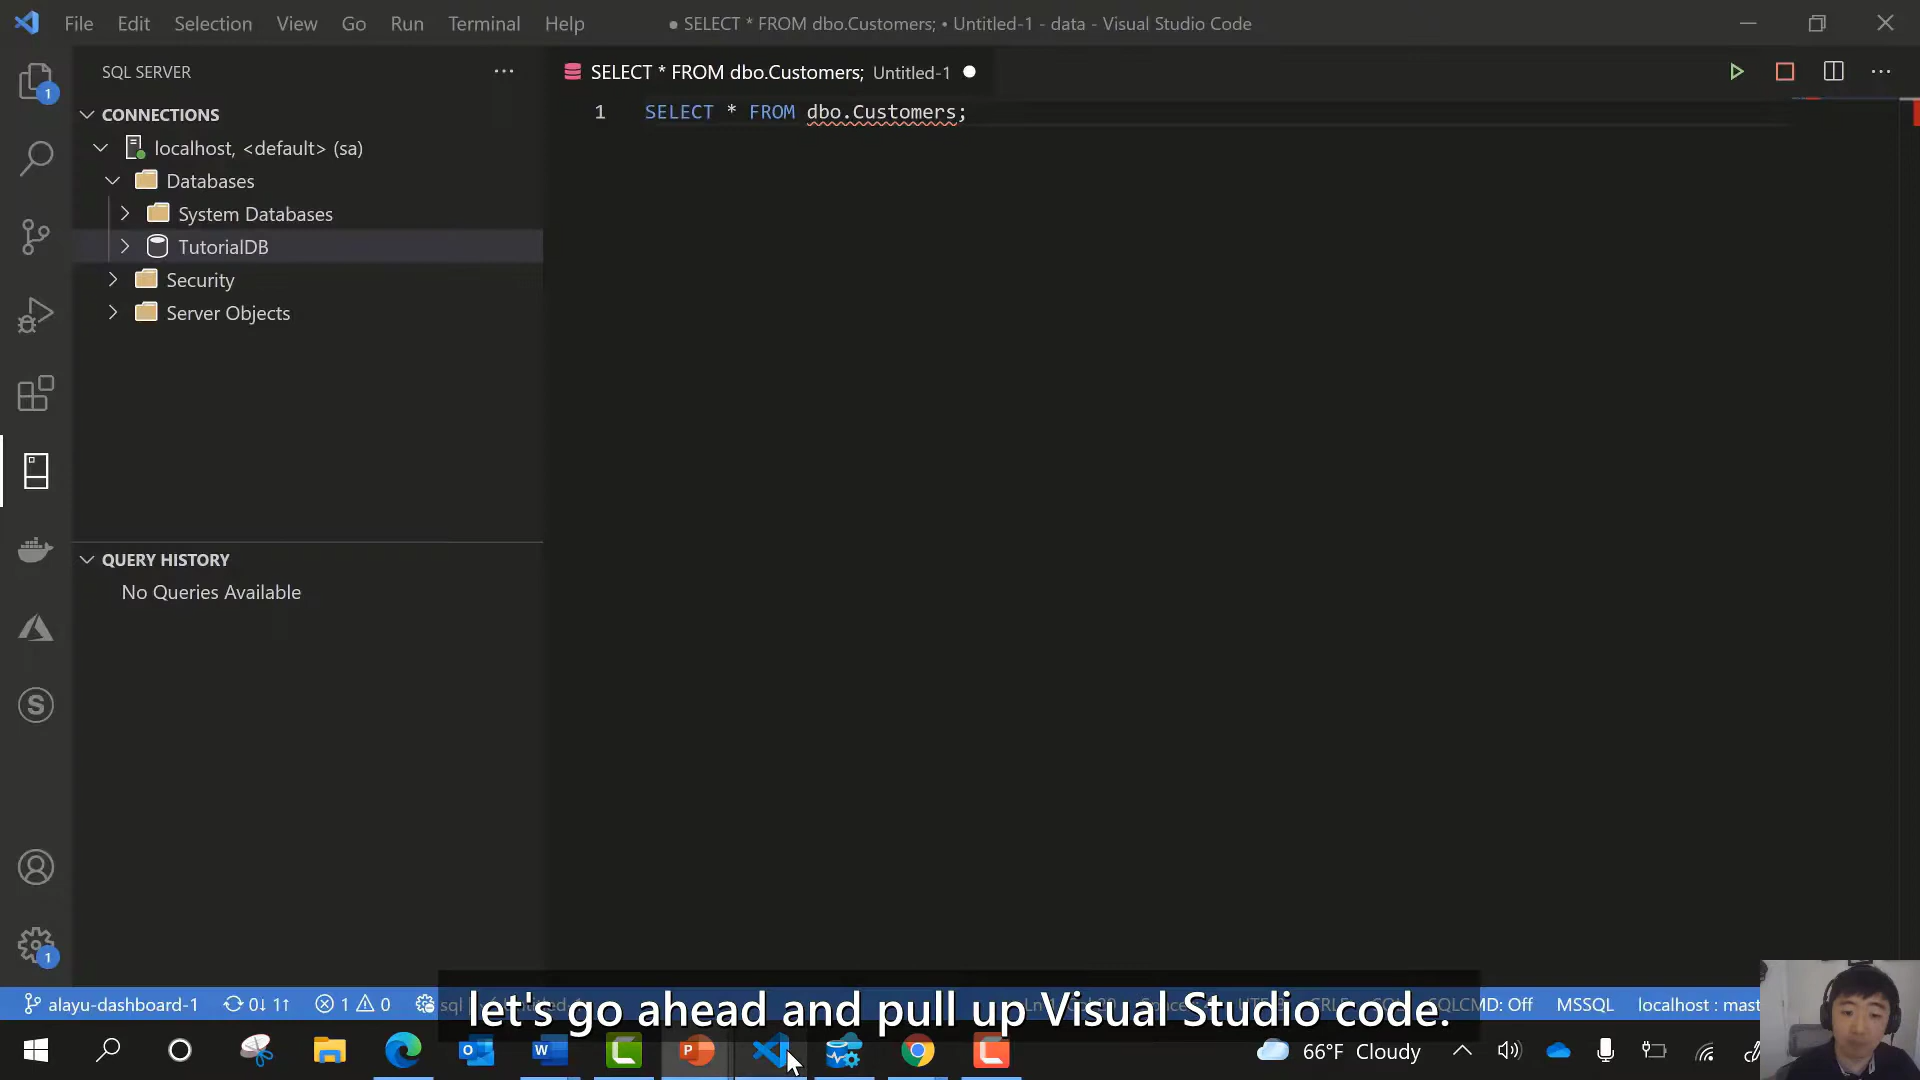 File Edit Selection View Go Run Terminal Help
● SELECT * FROM dbo.Customers; • Untitled-1 - data - Visual Studio Code
SQL SERVER
SELECT * FROM dbo.Customers; Untitled-1
CONNECTIONS
1 SELECT * FROM dbo.Customers;
localhost, <default> (sa)
Databases
System Databases
TutorialDB
Security
Server Objects
QUERY HISTORY
No Queries Available
1
1
alayu-dashboard-1 0↓ 1↑ 1 0 SQLCMD: Off MSSQL localhost : mast
let's go ahead and pull up Visual Studio code.
66°F Cloudy